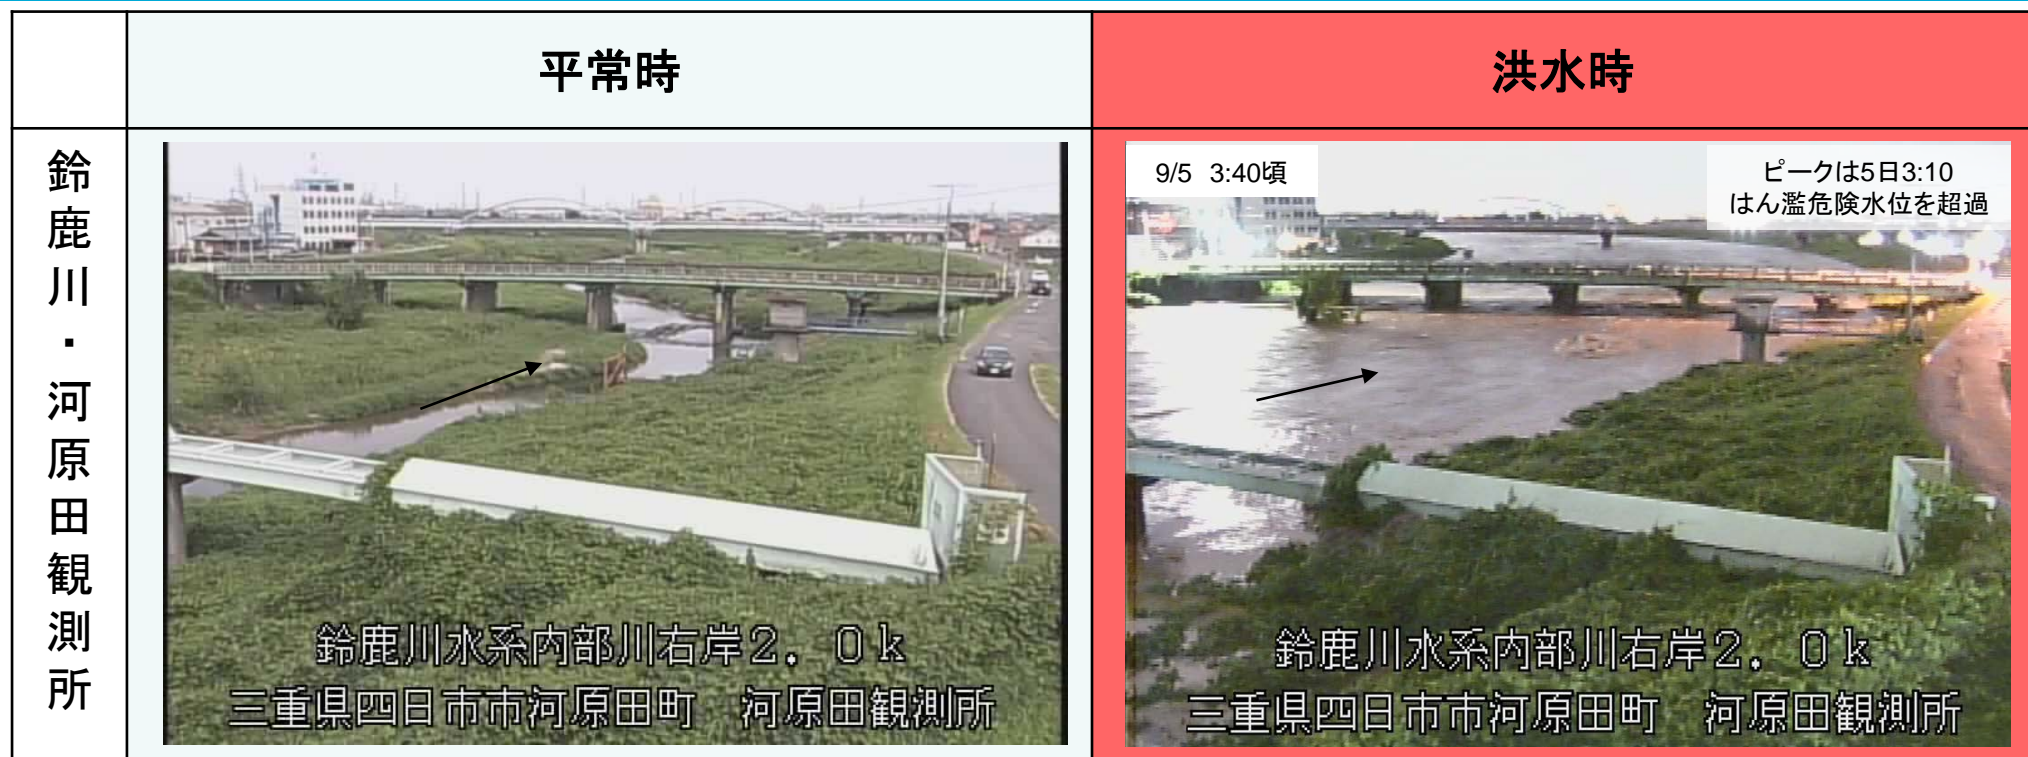 平常時
洪水時
鈴鹿川・河原田観測所
鈴鹿川水系内部川右岸2.0k
三重県四日市市河原田町 河原田観測所
9/5 3:40頃
ピークは5日3:10
はん濫危険水位を超過
鈴鹿川水系内部川右岸2.0k
三重県四日市市河原田町 河原田観測所